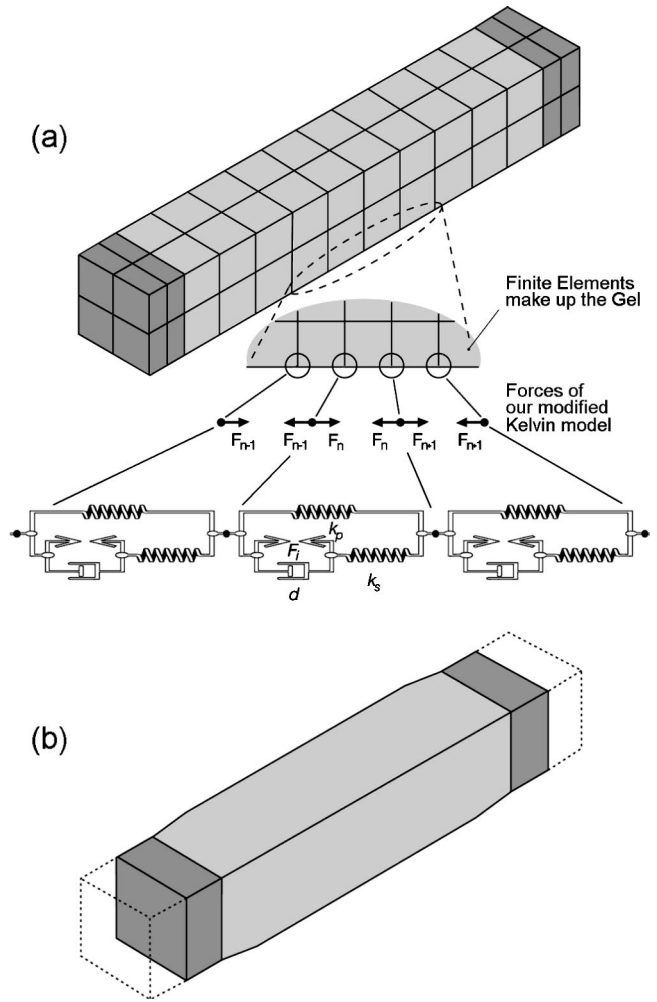 (a)
Finite Elements
make up the Gel
Forces of
our modified
Kelvin model
Fn-1 Fn-1 Fn Fn Fn+1 Fn+1
kp
Fi
ks
d
(b)